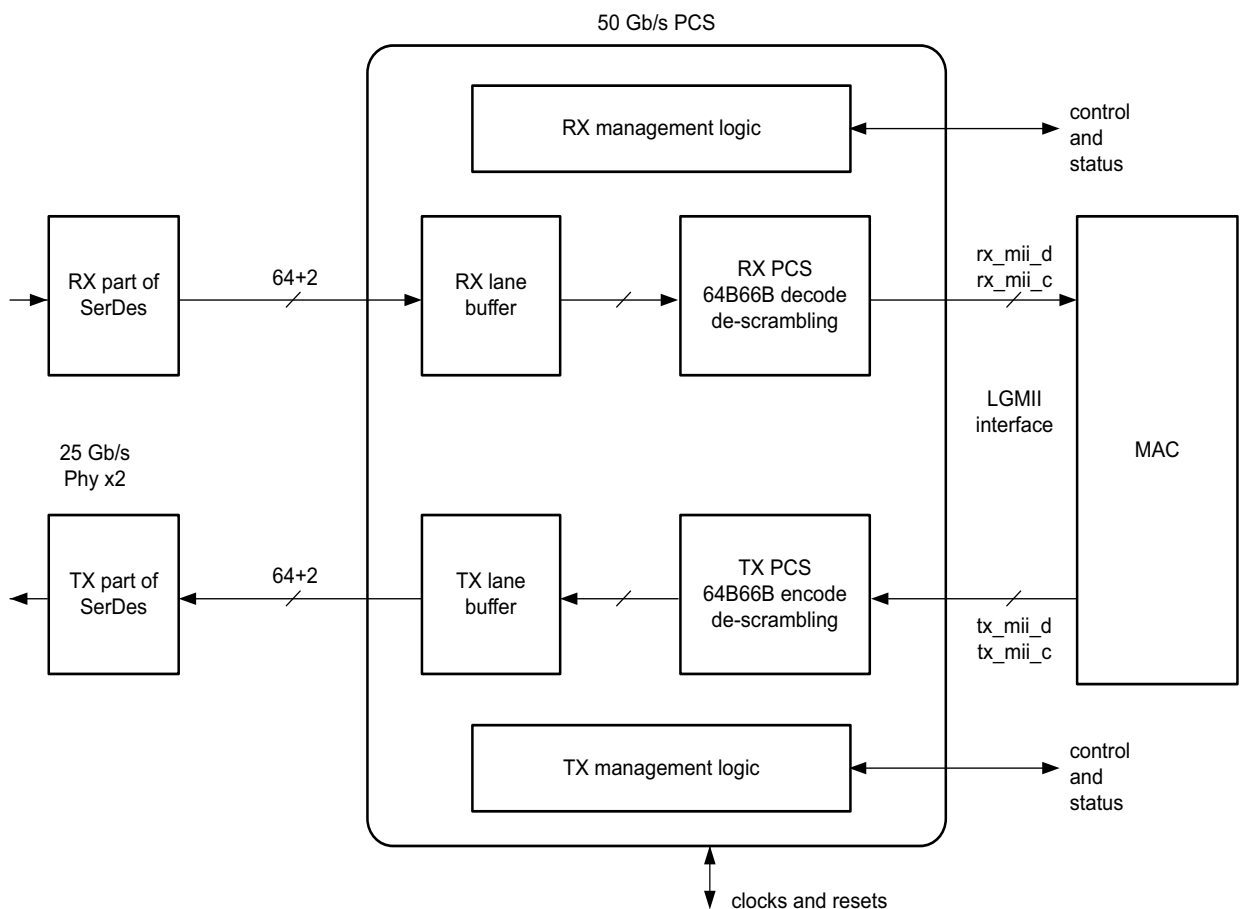 50 Gb/s PCS
RX management logic
control
and
status
RX part of
SerDes
64+2
RX lane
buffer
RX PCS
64B66B decode
de-scrambling
rx_mii_d
rx_mii_c
LGMII
interface
MAC
25 Gb/s
Phy x2
TX part of
SerDes
64+2
TX lane
buffer
TX PCS
64B66B encode
de-scrambling
tx_mii_d
tx_mii_c
TX management logic
control
and
status
clocks and resets